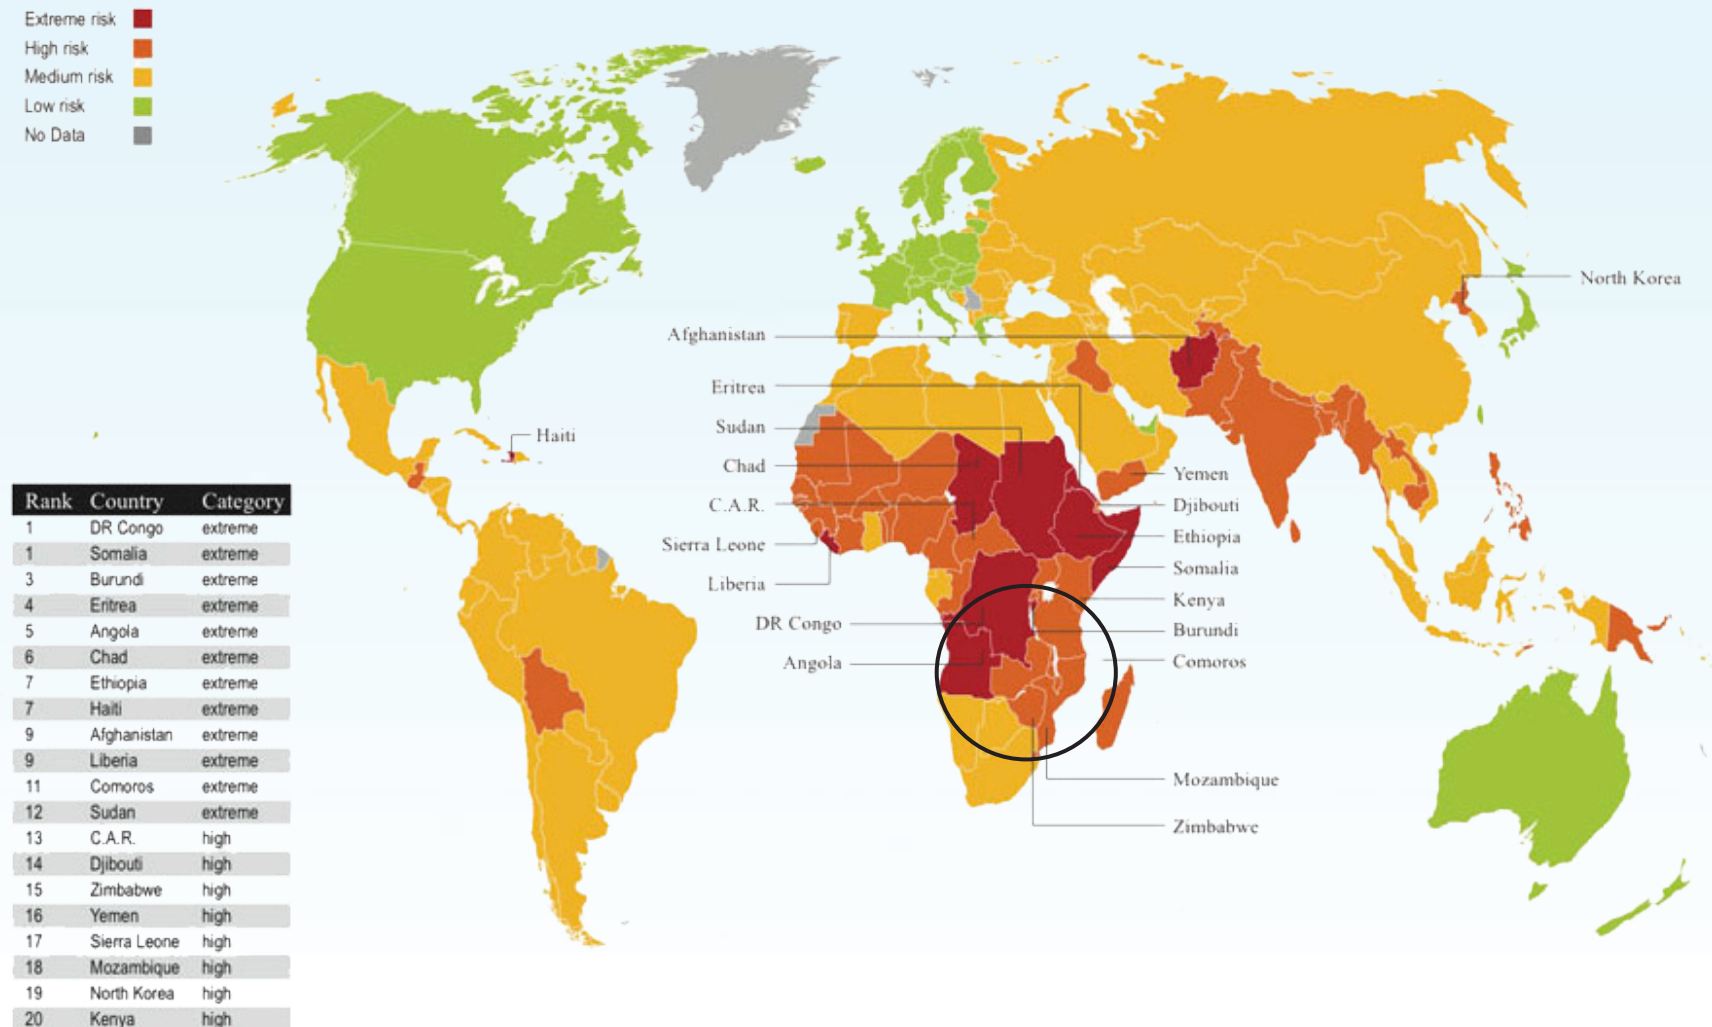 Extreme risk
High risk
Medium risk
Low risk
No Data
North Korea
Afghanistan
Eritrea
Haiti
Sudan
Chad
Yemen
C.A.R.
Djibouti
Ethiopia
Sierra Leone
Somalia
Liberia
Kenya
DR Congo
Burundi
Angola
Comoros
Mozambique
Zimbabwe
Rank Country Category
1 DR Congo extreme
1 Somalia extreme
3 Burundi extreme
4 Eritrea extreme
5 Angola extreme
6 Chad extreme
7 Ethiopia extreme
7 Haiti extreme
9 Afghanistan extreme
9 Liberia extreme
11 Comoros extreme
12 Sudan extreme
13 C.A.R. high
14 Djibouti high
15 Zimbabwe high
16 Yemen high
17 Sierra Leone high
18 Mozambique high
19 North Korea high
20 Kenya high